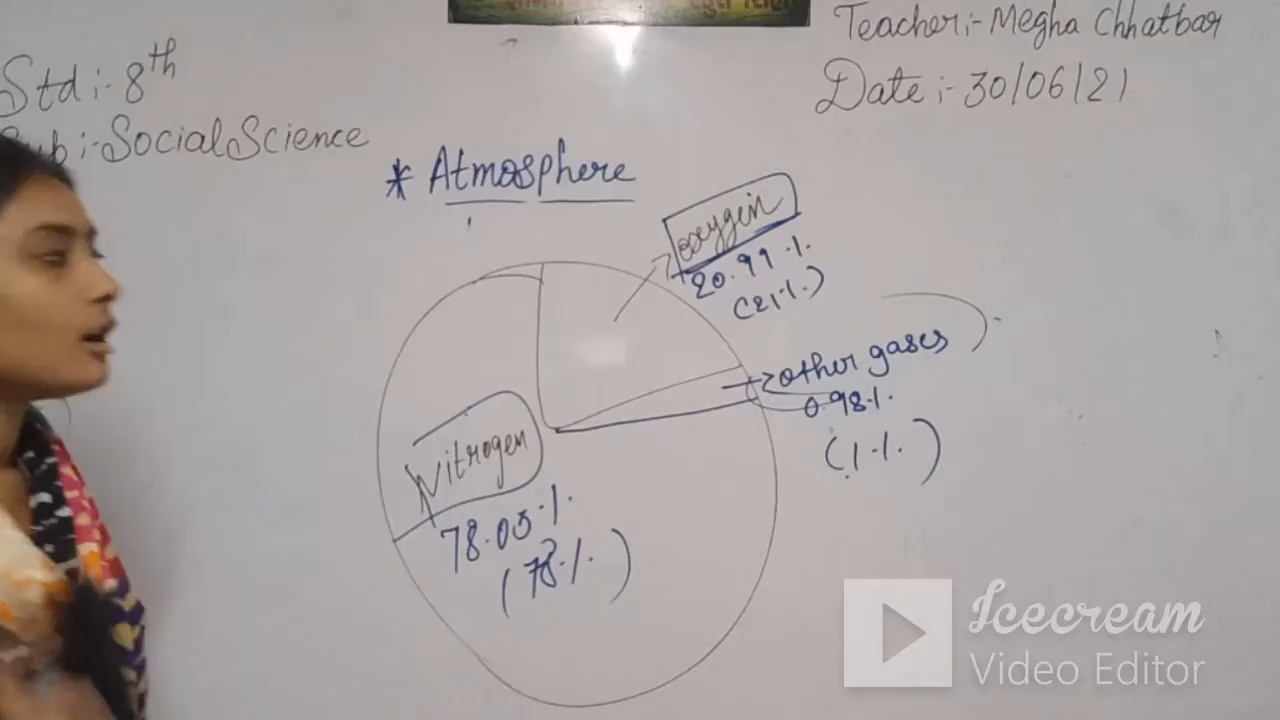 Teacher:- Megha Chhatbar
Std:- 8th
Date:- 30/06/21
Sub:- Social Science
* Atmosphere
oxygen
20.99%
(21%)
other gases
0.98%
(1%)
Nitrogen
78.03%
(78%)
Icecream
Video Editor